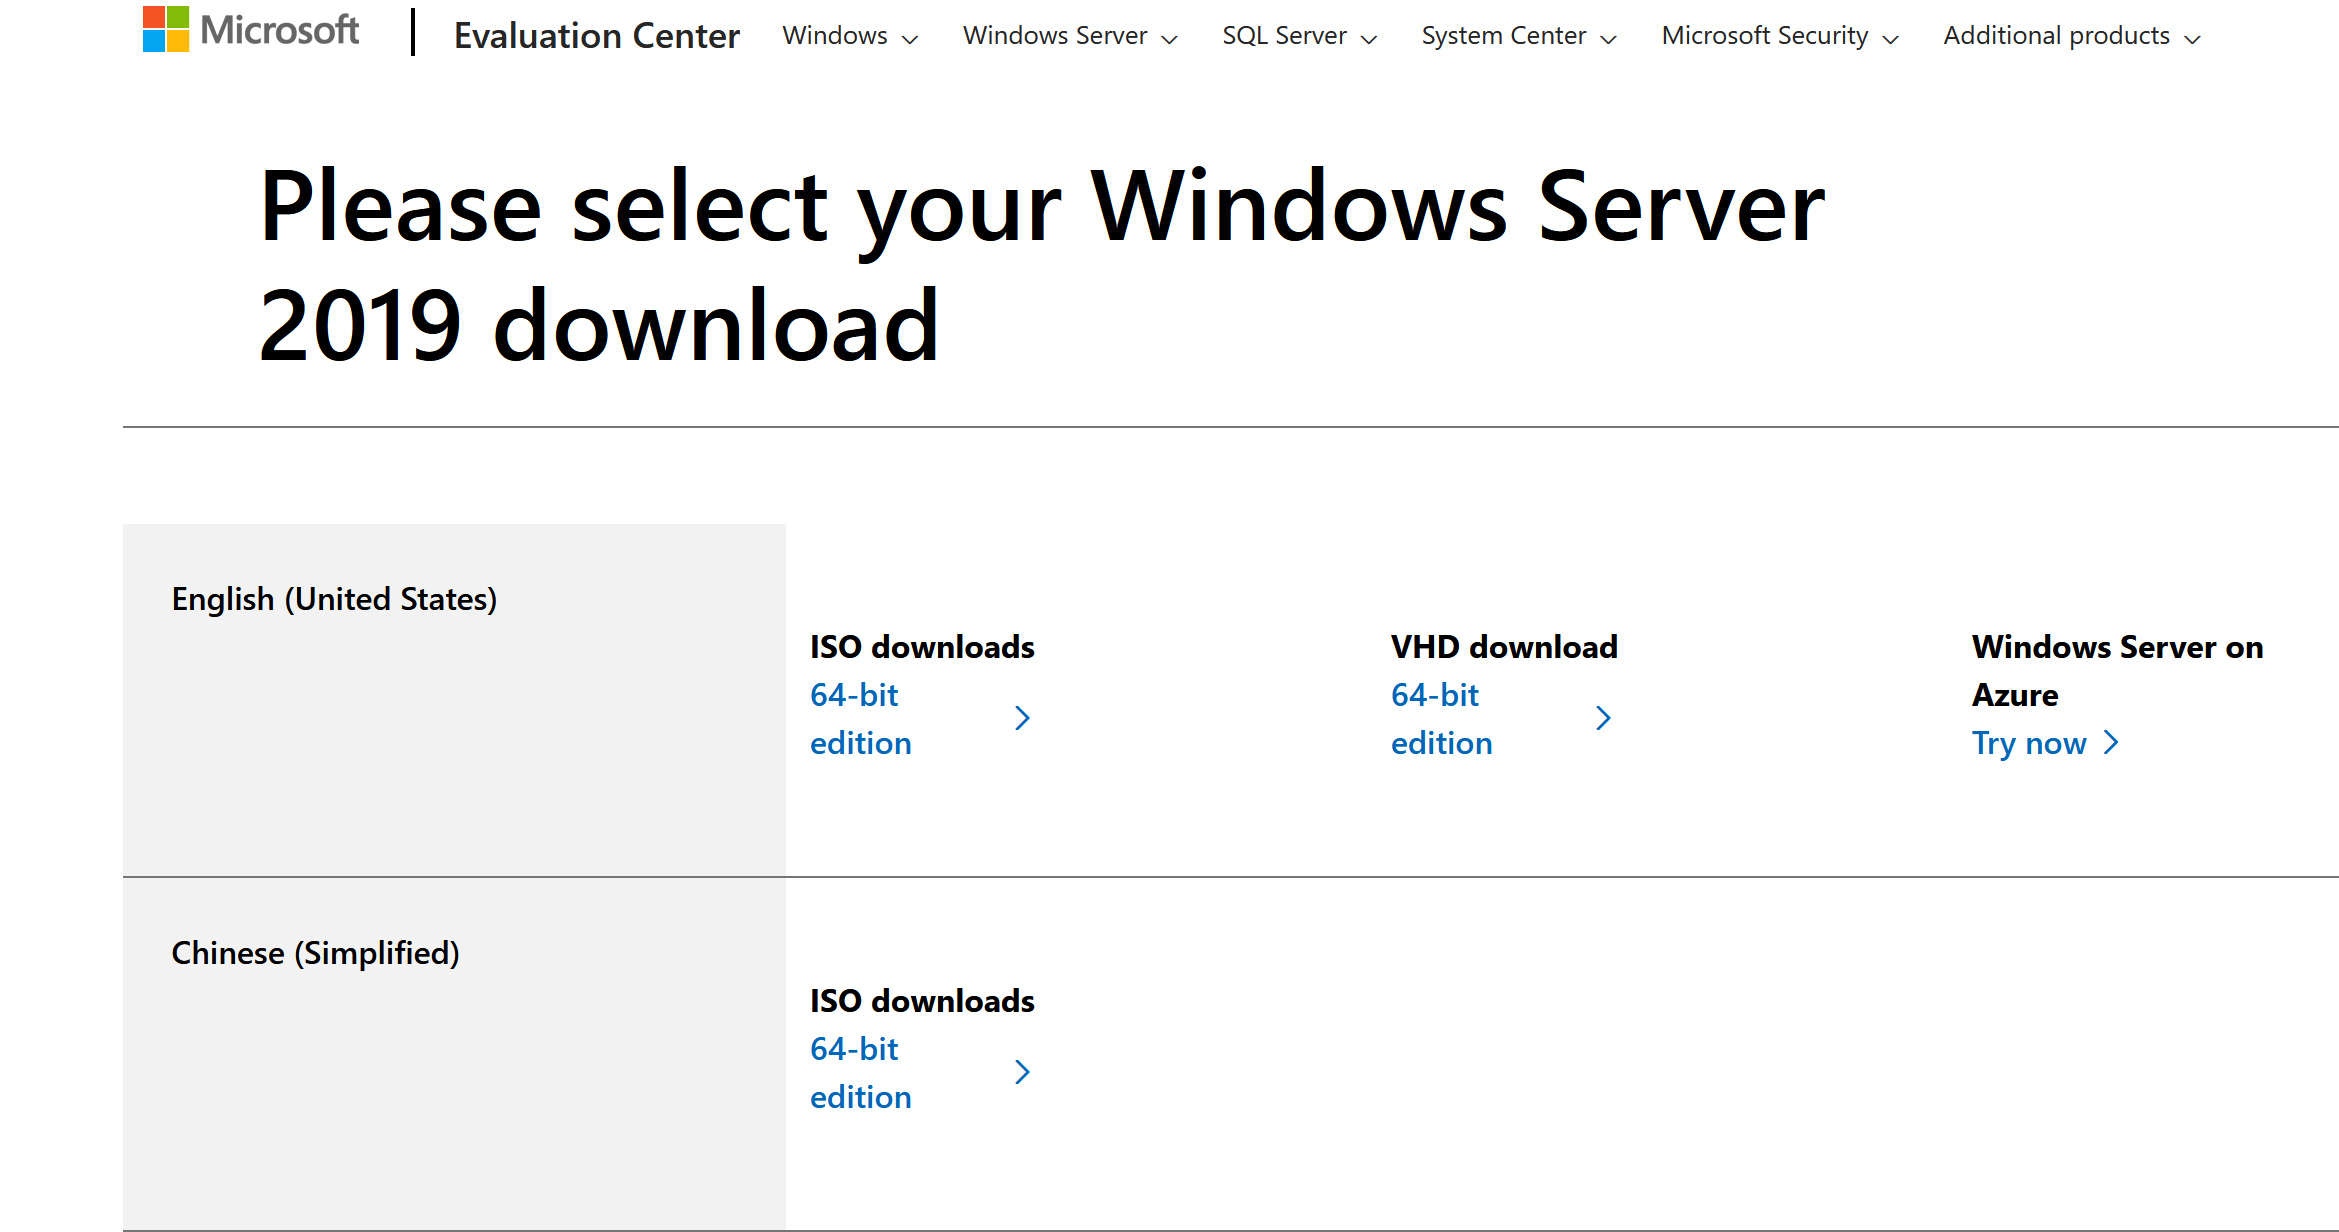 Microsoft
Evaluation Center
Windows
Windows Server
SQL Server
System Center
Microsoft Security
Additional products
Please select your Windows Server
2019 download
English (United States)
ISO downloads
64-bit
edition
VHD download
64-bit
edition
Windows Server on
Azure
Try now
Chinese (Simplified)
ISO downloads
64-bit
edition